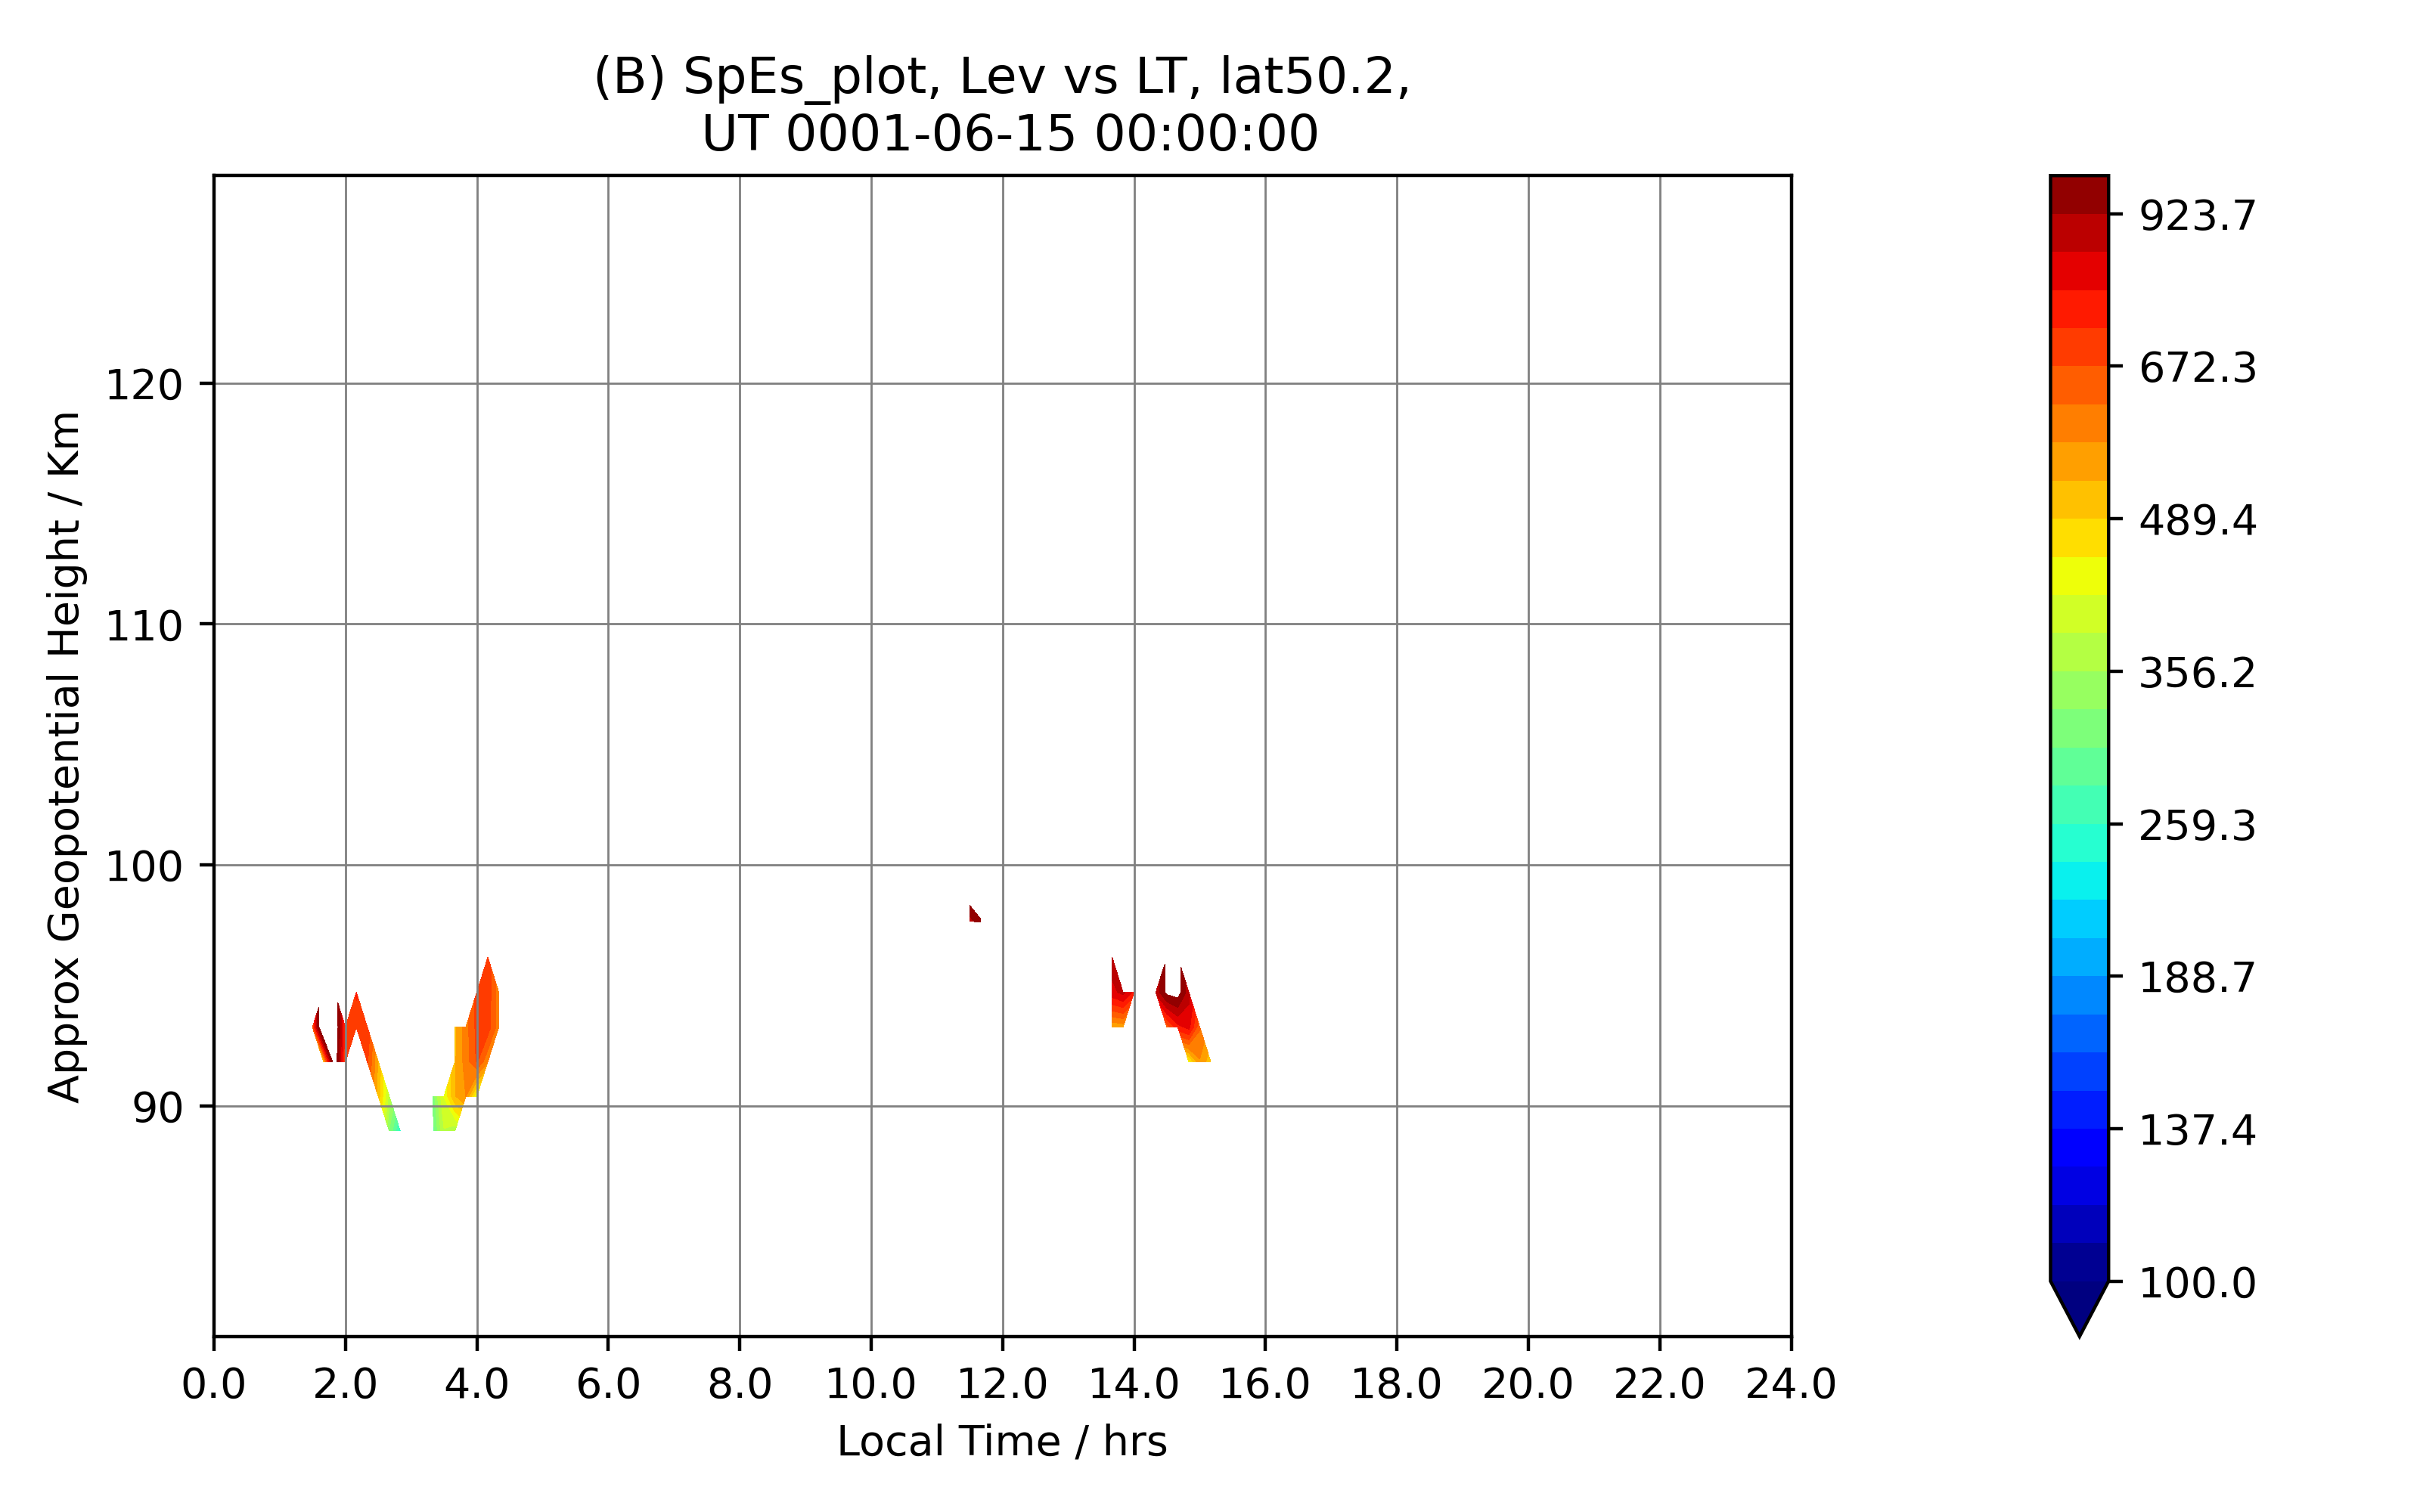 (B) SpEs_plot, Lev vs LT, lat50.2,
UT 0001-06-15 00:00:00
Approx Geopotential Height / Km
120
110
100
90
0.0 2.0 4.0 6.0 8.0 10.0 12.0 14.0 16.0 18.0 20.0 22.0 24.0
Local Time / hrs
923.7
672.3
489.4
356.2
259.3
188.7
137.4
100.0